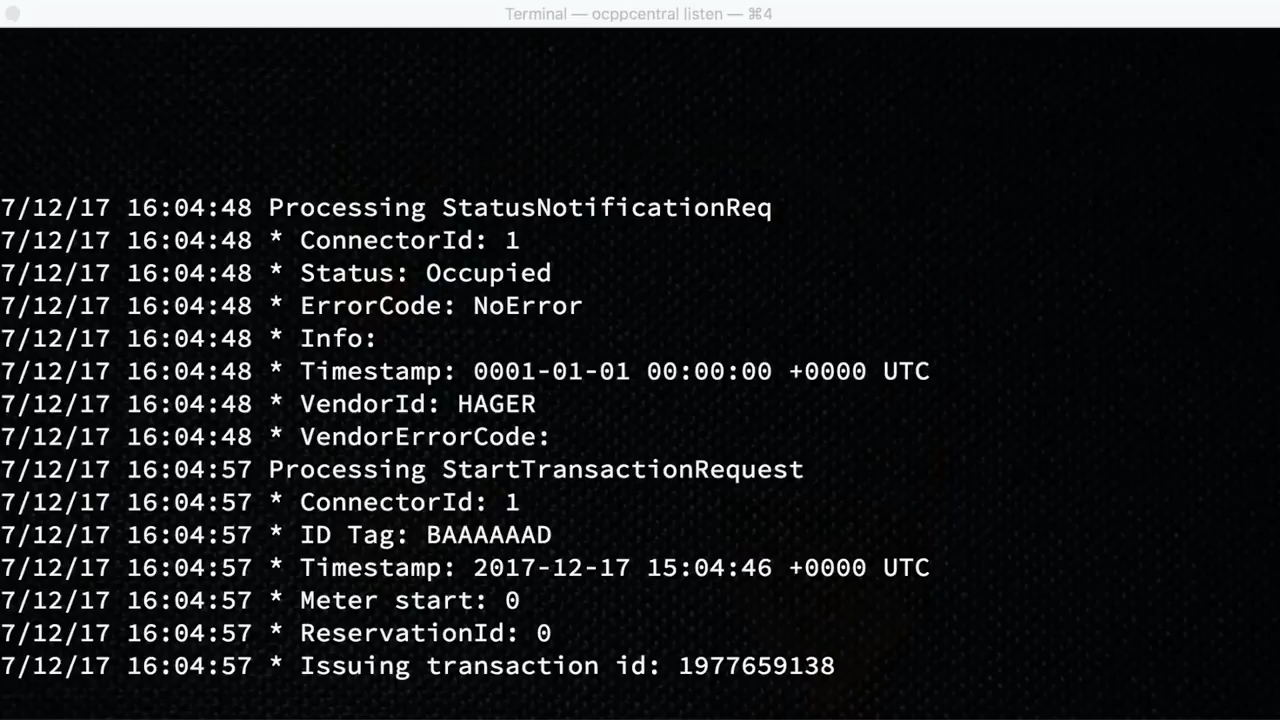 Terminal — ocppcentral listen — ⌘4
7/12/17 16:04:48 Processing StatusNotificationReq
7/12/17 16:04:48 * ConnectorId: 1
7/12/17 16:04:48 * Status: Occupied
7/12/17 16:04:48 * ErrorCode: NoError
7/12/17 16:04:48 * Info:
7/12/17 16:04:48 * Timestamp: 0001-01-01 00:00:00 +0000 UTC
7/12/17 16:04:48 * VendorId: HAGER
7/12/17 16:04:48 * VendorErrorCode:
7/12/17 16:04:57 Processing StartTransactionRequest
7/12/17 16:04:57 * ConnectorId: 1
7/12/17 16:04:57 * ID Tag: BAAAAAAD
7/12/17 16:04:57 * Timestamp: 2017-12-17 15:04:46 +0000 UTC
7/12/17 16:04:57 * Meter start: 0
7/12/17 16:04:57 * ReservationId: 0
7/12/17 16:04:57 * Issuing transaction id: 1977659138